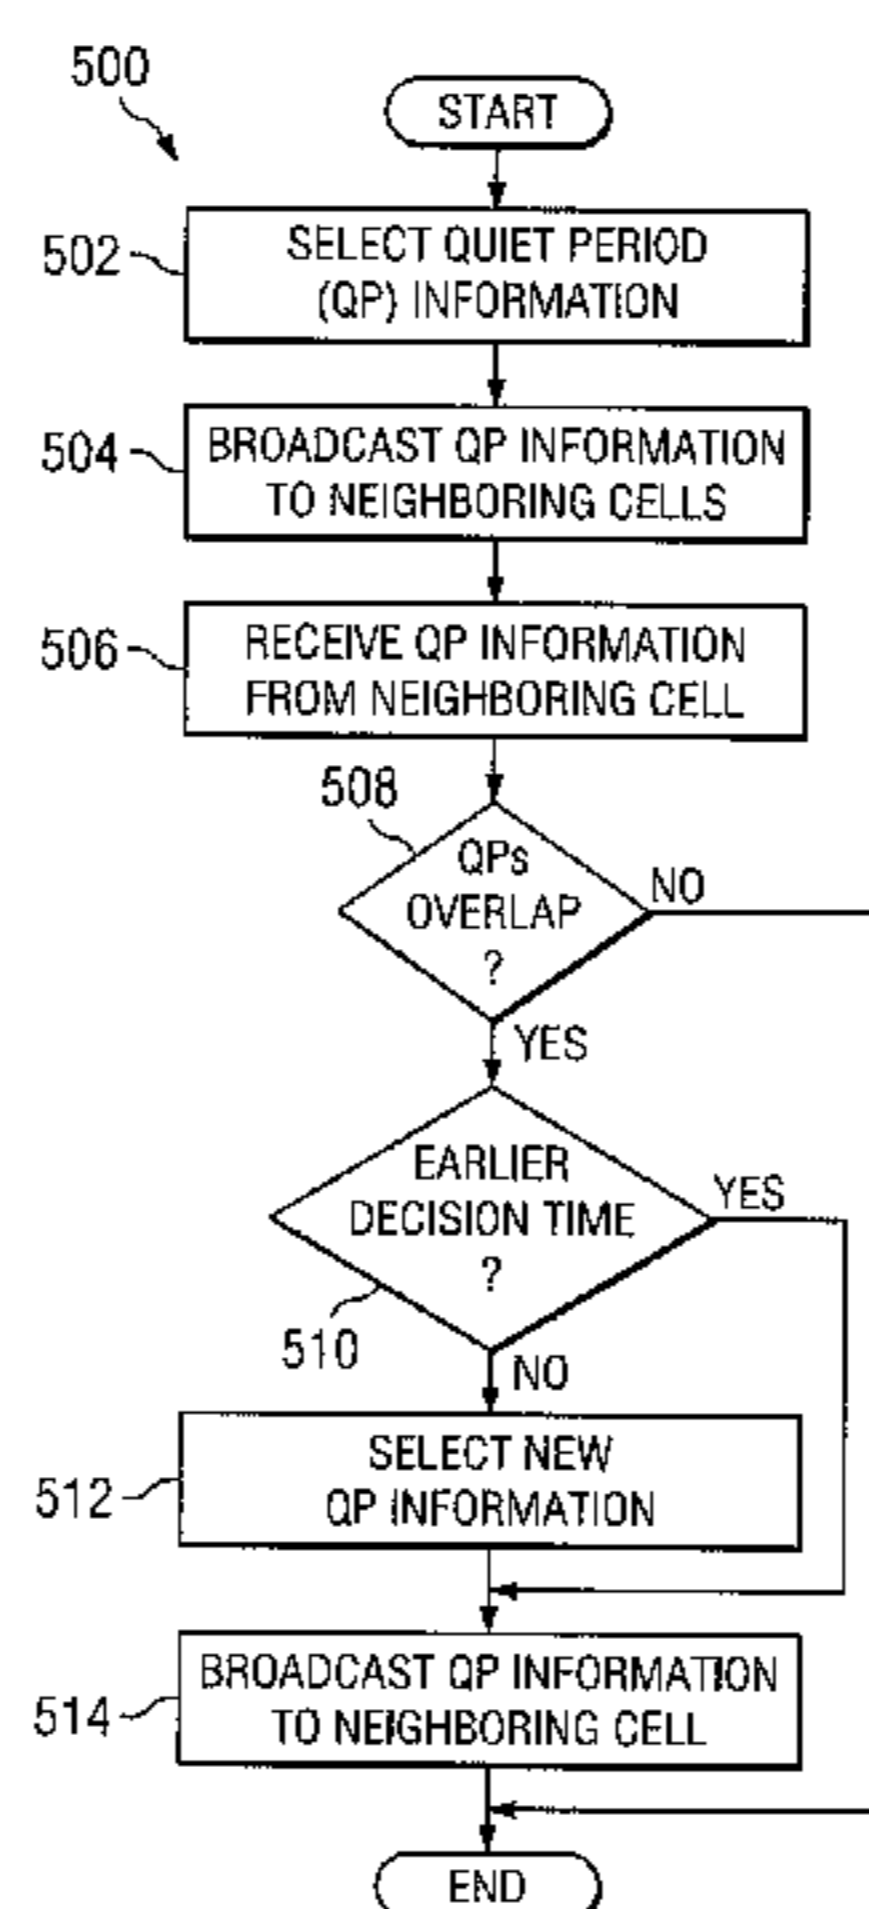 500
START
502
SELECT QUIET PERIOD
(QP) INFORMATION
504
BROADCAST QP INFORMATION
TO NEIGHBORING CELLS
506
RECEIVE QP INFORMATION
FROM NEIGHBORING CELL
508
QPs
OVERLAP
?
NO
YES
EARLIER
DECISION TIME
?
YES
510
NO
512
SELECT NEW
QP INFORMATION
514
BROADCAST QP INFORMATION
TO NEIGHBORING CELL
END